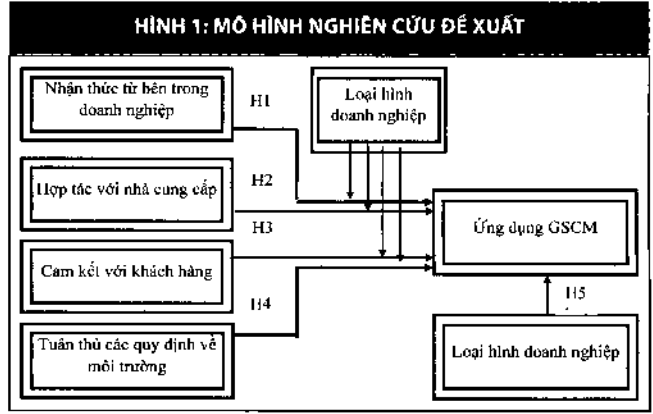 HÌNH 1: MÔ HÌNH NGHIÊN CỨU ĐỀ XUẤT
Nhận thức từ bên trong
doanh nghiệp
H1
Loại hình
doanh nghiệp
Hợp tác với nhà cung cấp
H2
H3
Ứng dụng GSCM
Cam kết với khách hàng
H4
H5
Tuân thủ các quy định về
môi trường
Loại hình doanh nghiệp